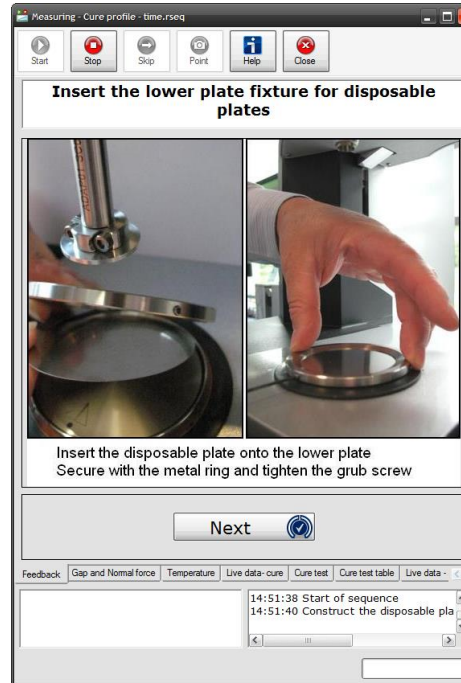 Measuring - Cure profile - time.rseq
Start
Stop
Skip
Point
Help
Close
Insert the lower plate fixture for disposable
plates
Insert the disposable plate onto the lower plate
Secure with the metal ring and tighten the grub screw
Next
Feedback
Gap and Normal force
Temperature
Live data- cure
Cure test
Cure test table
Live data -
14:51:38 Start of sequence
14:51:40 Construct the disposable pla